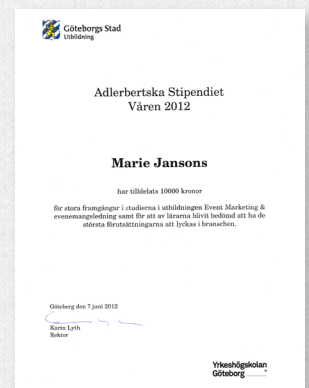 Göteborgs Stad
Utbildning
Adlerbertska Stipendiet
Våren 2012
Marie Jansons
har tilldelats 10000 kronor
för stora framgångar i studierna i utbildningen Event Marketing &
evenemangsledning samt för att av lärarna blivit bedömd att ha de
största förutsättningarna att lyckas i branschen.
Göteborg den 7 juni 2012
Karin Lyth
Rektor
Yrkeshögskolan
Göteborg